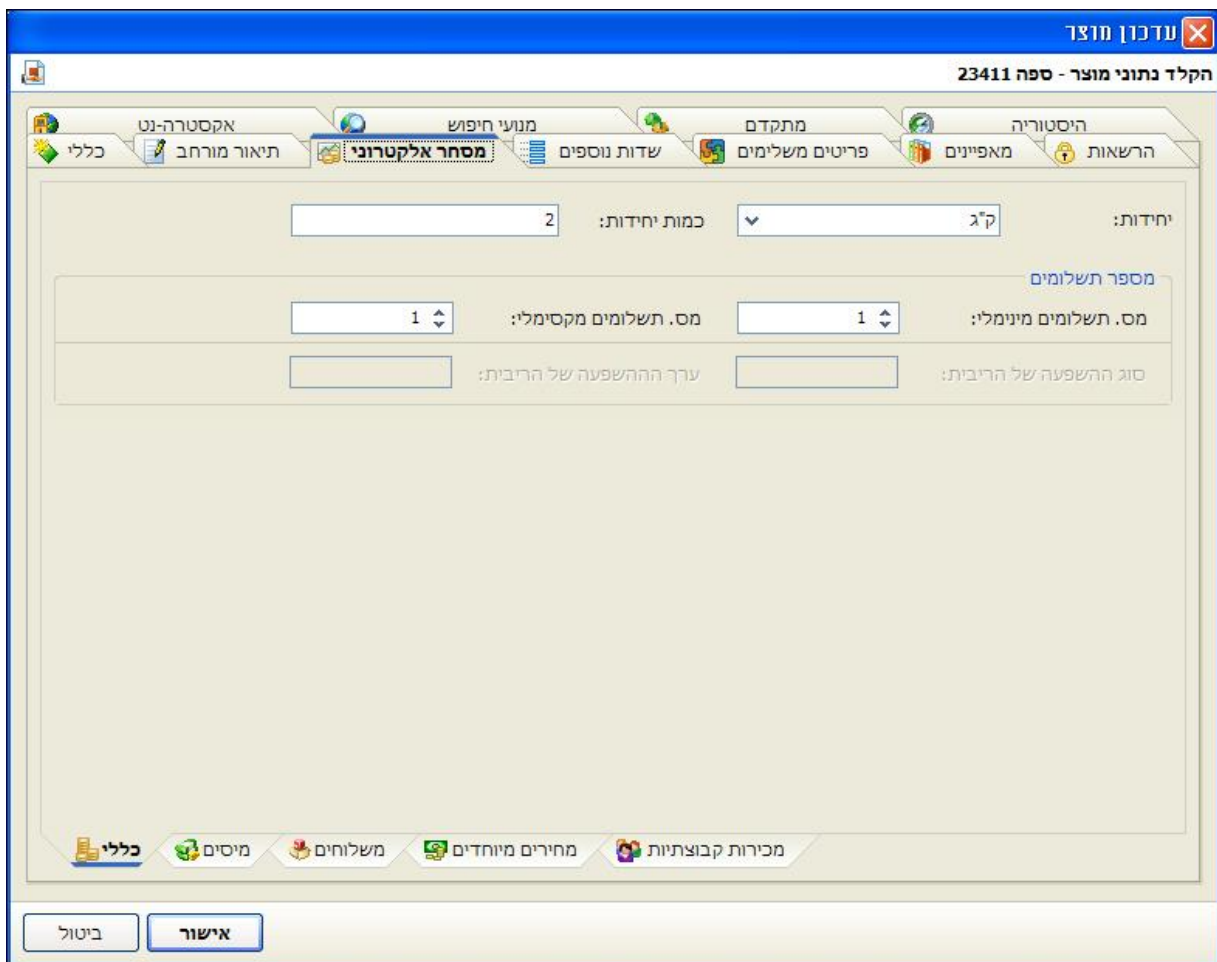 עדכון מוצר
הקלד נתוני מוצר - ספה 23411
היסטוריה מתקדם מנועי חיפוש אקסטרה-נט
הרשאות מאפיינים פריטים משלימים שדות נוספים מסחר אלקטרוני תיאור מורחב כללי
יחידות: ק"ג כמות יחידות: 2
מספר תשלומים
מס. תשלומים מינימלי: 1 מס. תשלומים מקסימלי: 1
סוג ההשפעה של הריבית: ערך הההשפעה של הריבית:
מכירות קבוצתיות מחירים מיוחדים משלוחים מיסים כללי
אישור ביטול